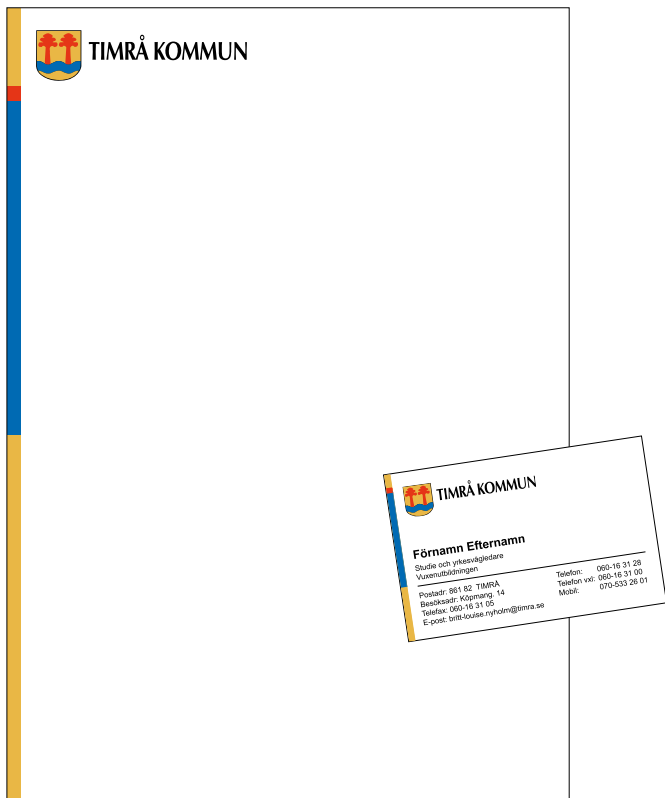 TIMRÅ KOMMUN
TIMRÅ KOMMUN
Förnamn Efternamn
Studie och yrkesvägledare
Vuxenutbildningen
Postadr: 861 82 TIMRÅ
Besöksadr: Köpmang. 14
Telefax: 060-16 31 05
E-post: britt-louise.nyholm@timra.se
Telefon: 060-16 31 28
Telefon vxl: 060-16 31 00
Mobil: 070-533 26 01